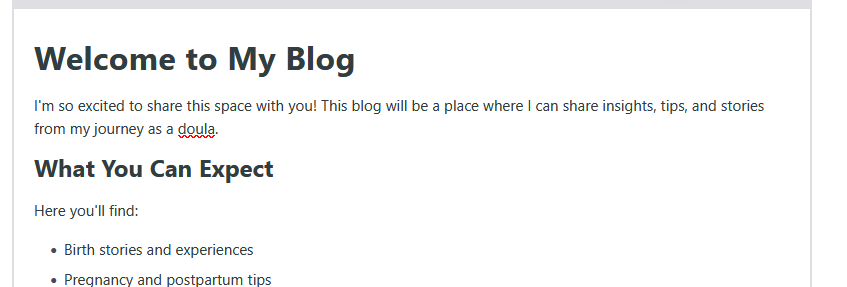 Welcome to My Blog
I'm so excited to share this space with you! This blog will be a place where I can share insights, tips, and stories
from my journey as a doula.
What You Can Expect
Here you'll find:
• Birth stories and experiences
• Pregnancy and postpartum tips